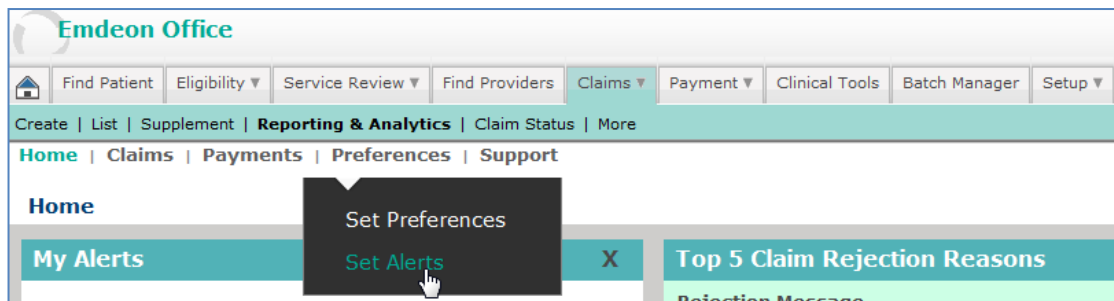 Emdeon Office
Find Patient Eligibility ▼ Service Review ▼ Find Providers Claims ▼ Payment ▼ Clinical Tools Batch Manager Setup ▼
Create | List | Supplement | Reporting & Analytics | Claim Status | More
Home | Claims | Payments | Preferences | Support
Home
Set Preferences
Set Alerts
My Alerts X
Top 5 Claim Rejection Reasons
Rejection Message